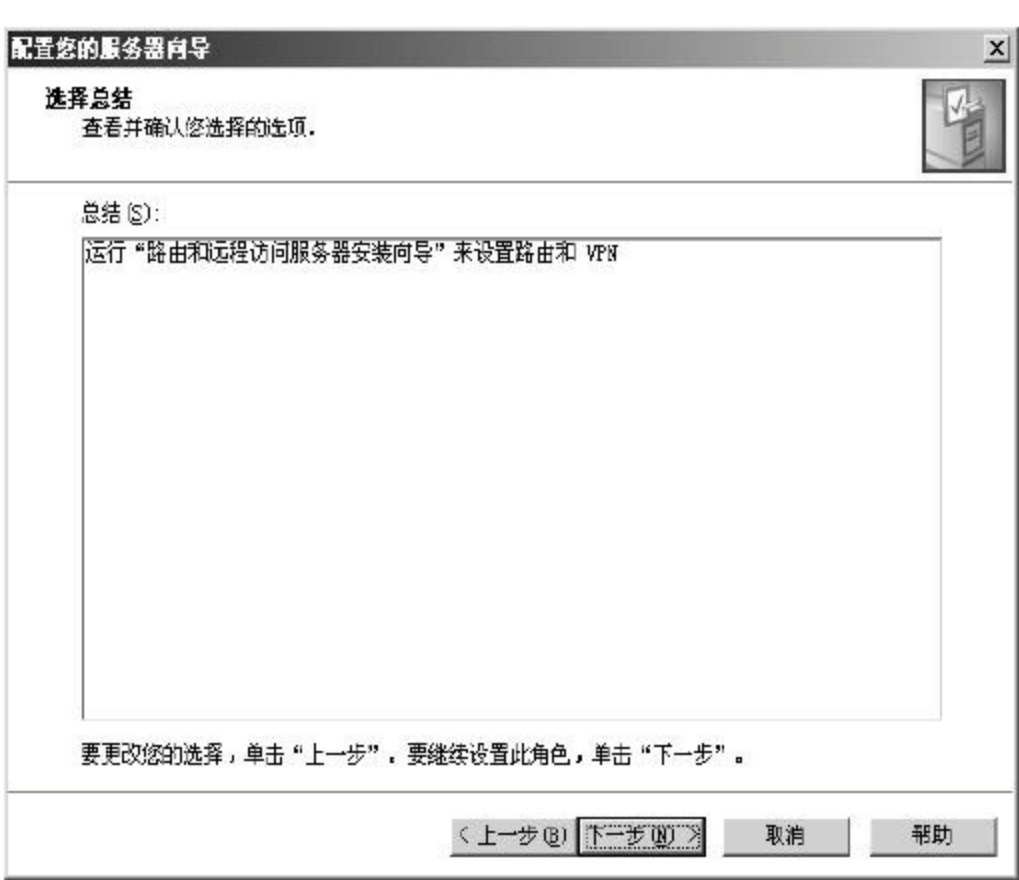 配置您的服务器向导
选择总结
查看并确认您选择的选项.
总结(S):
运行“路由和远程访问服务器安装向导”来设置路由和 VPN
要更改您的选择,单击“上一步”。要继续设置此角色,单击“下一步”。
< 上一步(B)
下一步(N) >
取消
帮助